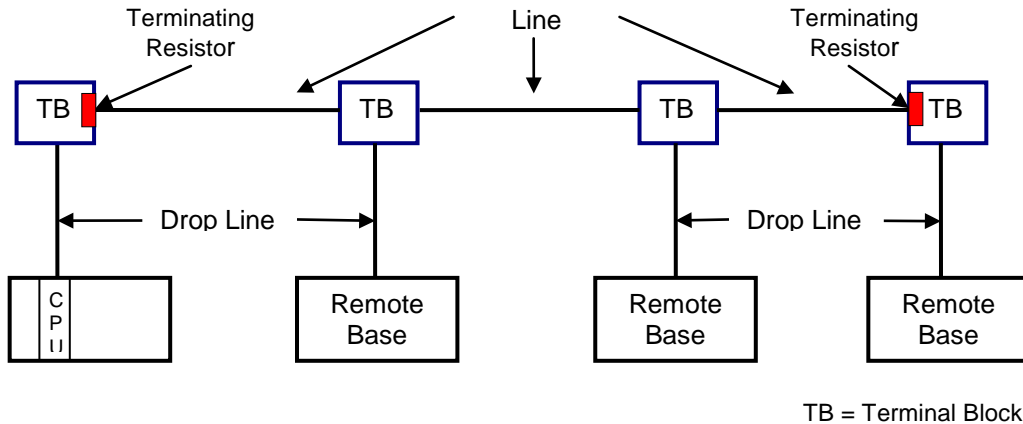 Terminating
Resistor
Line
Terminating
Resistor
TB
TB
TB
TB
Drop Line
Drop Line
C
P
U
Remote
Base
Remote
Base
Remote
Base
TB = Terminal Block